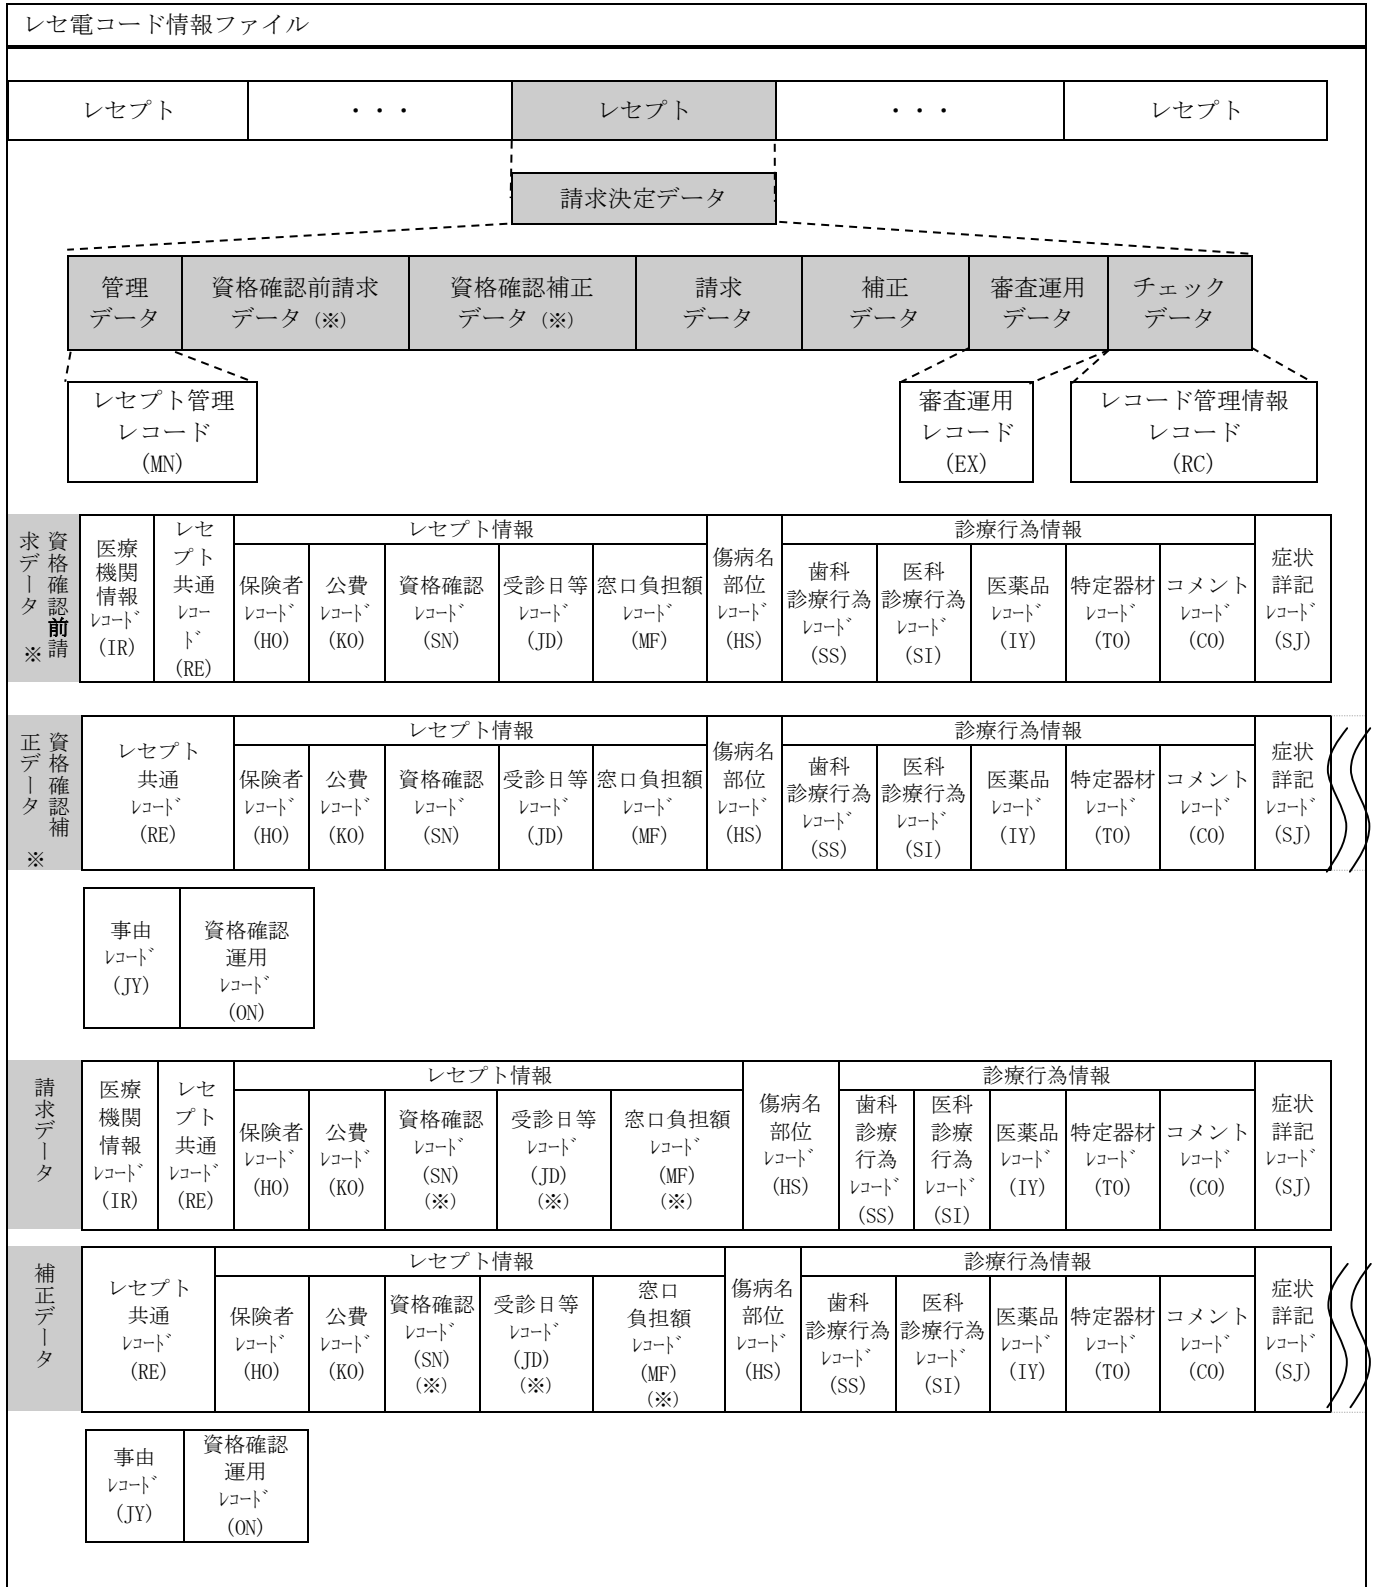 レセ電コード情報ファイル
レセプト
・・・
レセプト
・・・
レセプト
請求決定データ
管理
データ
資格確認前請求
データ（※）
資格確認補正
データ（※）
請求
データ
補正
データ
審査運用
データ
チェック
データ
レセプト管理
レコード
(MN)
審査運用
レコード
(EX)
レコード管理情報
レコード
(RC)
資格確認前請
求データ ※
医療
機関
情報
ﾚｺｰﾄﾞ
(IR)
レセ
プト
共通
ﾚｺｰ
ﾄﾞ
(RE)
レセプト情報
保険者
ﾚｺｰﾄﾞ
(HO)
公費
ﾚｺｰﾄﾞ
(KO)
資格確認
ﾚｺｰﾄﾞ
(SN)
受診日等
ﾚｺｰﾄﾞ
(JD)
窓口負担額
ﾚｺｰﾄﾞ
(MF)
傷病名
部位
ﾚｺｰﾄﾞ
(HS)
診療行為情報
歯科
診療行為
ﾚｺｰﾄﾞ
(SS)
医科
診療行為
ﾚｺｰﾄﾞ
(SI)
医薬品
ﾚｺｰﾄﾞ
(IY)
特定器材
ﾚｺｰﾄﾞ
(TO)
コメント
ﾚｺｰﾄﾞ
(CO)
症状
詳記
ﾚｺｰﾄﾞ
(SJ)
資格確認補
正データ ※
レセプト
共通
ﾚｺｰﾄﾞ
(RE)
レセプト情報
保険者
ﾚｺｰﾄﾞ
(HO)
公費
ﾚｺｰﾄﾞ
(KO)
資格確認
ﾚｺｰﾄﾞ
(SN)
受診日等
ﾚｺｰﾄﾞ
(JD)
窓口負担額
ﾚｺｰﾄﾞ
(MF)
傷病名
部位
ﾚｺｰﾄﾞ
(HS)
診療行為情報
歯科
診療行為
ﾚｺｰﾄﾞ
(SS)
医科
診療行為
ﾚｺｰﾄﾞ
(SI)
医薬品
ﾚｺｰﾄﾞ
(IY)
特定器材
ﾚｺｰﾄﾞ
(TO)
コメント
ﾚｺｰﾄﾞ
(CO)
症状
詳記
ﾚｺｰﾄﾞ
(SJ)
事由
ﾚｺｰﾄﾞ
(JY)
資格確認
運用
ﾚｺｰﾄﾞ
(ON)
請求データ
医療
機関
情報
ﾚｺｰﾄﾞ
(IR)
レセ
プト
共通
ﾚｺｰﾄﾞ
(RE)
レセプト情報
保険者
ﾚｺｰﾄﾞ
(HO)
公費
ﾚｺｰﾄﾞ
(KO)
資格確認
ﾚｺｰﾄﾞ
(SN)
(※)
受診日等
ﾚｺｰﾄﾞ
(JD)
(※)
窓口負担額
ﾚｺｰﾄﾞ
(MF)
(※)
傷病名
部位
ﾚｺｰﾄﾞ
(HS)
診療行為情報
歯科
診療
行為
ﾚｺｰﾄﾞ
(SS)
医科
診療
行為
ﾚｺｰﾄﾞ
(SI)
医薬品
ﾚｺｰﾄﾞ
(IY)
特定器材
ﾚｺｰﾄﾞ
(TO)
コメント
ﾚｺｰﾄﾞ
(CO)
症状
詳記
ﾚｺｰﾄﾞ
(SJ)
補正データ
レセプト
共通
ﾚｺｰﾄﾞ
(RE)
レセプト情報
保険者
ﾚｺｰﾄﾞ
(HO)
公費
ﾚｺｰﾄﾞ
(KO)
資格確認
ﾚｺｰﾄﾞ
(SN)
(※)
受診日等
ﾚｺｰﾄﾞ
(JD)
(※)
窓口
負担額
ﾚｺｰﾄﾞ
(MF)
(※)
傷病名
部位
ﾚｺｰﾄﾞ
(HS)
診療行為情報
歯科
診療行為
ﾚｺｰﾄﾞ
(SS)
医科
診療行為
ﾚｺｰﾄﾞ
(SI)
医薬品
ﾚｺｰﾄﾞ
(IY)
特定器材
ﾚｺｰﾄﾞ
(TO)
コメント
ﾚｺｰﾄﾞ
(CO)
症状
詳記
ﾚｺｰﾄﾞ
(SJ)
事由
ﾚｺｰﾄﾞ
(JY)
資格確認
運用
ﾚｺｰﾄﾞ
(ON)